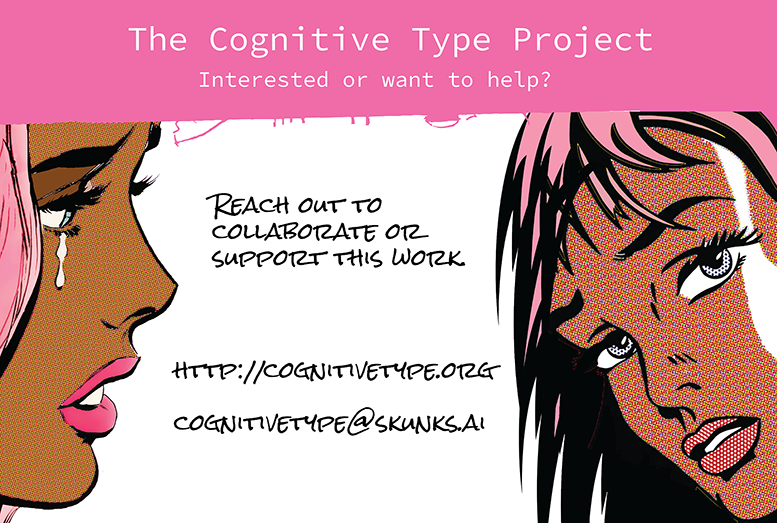 The Cognitive Type Project
Interested or want to help?
Reach out to
collaborate or
support this work.
http://cognitivetype.org
cognitivetype@skunks.ai